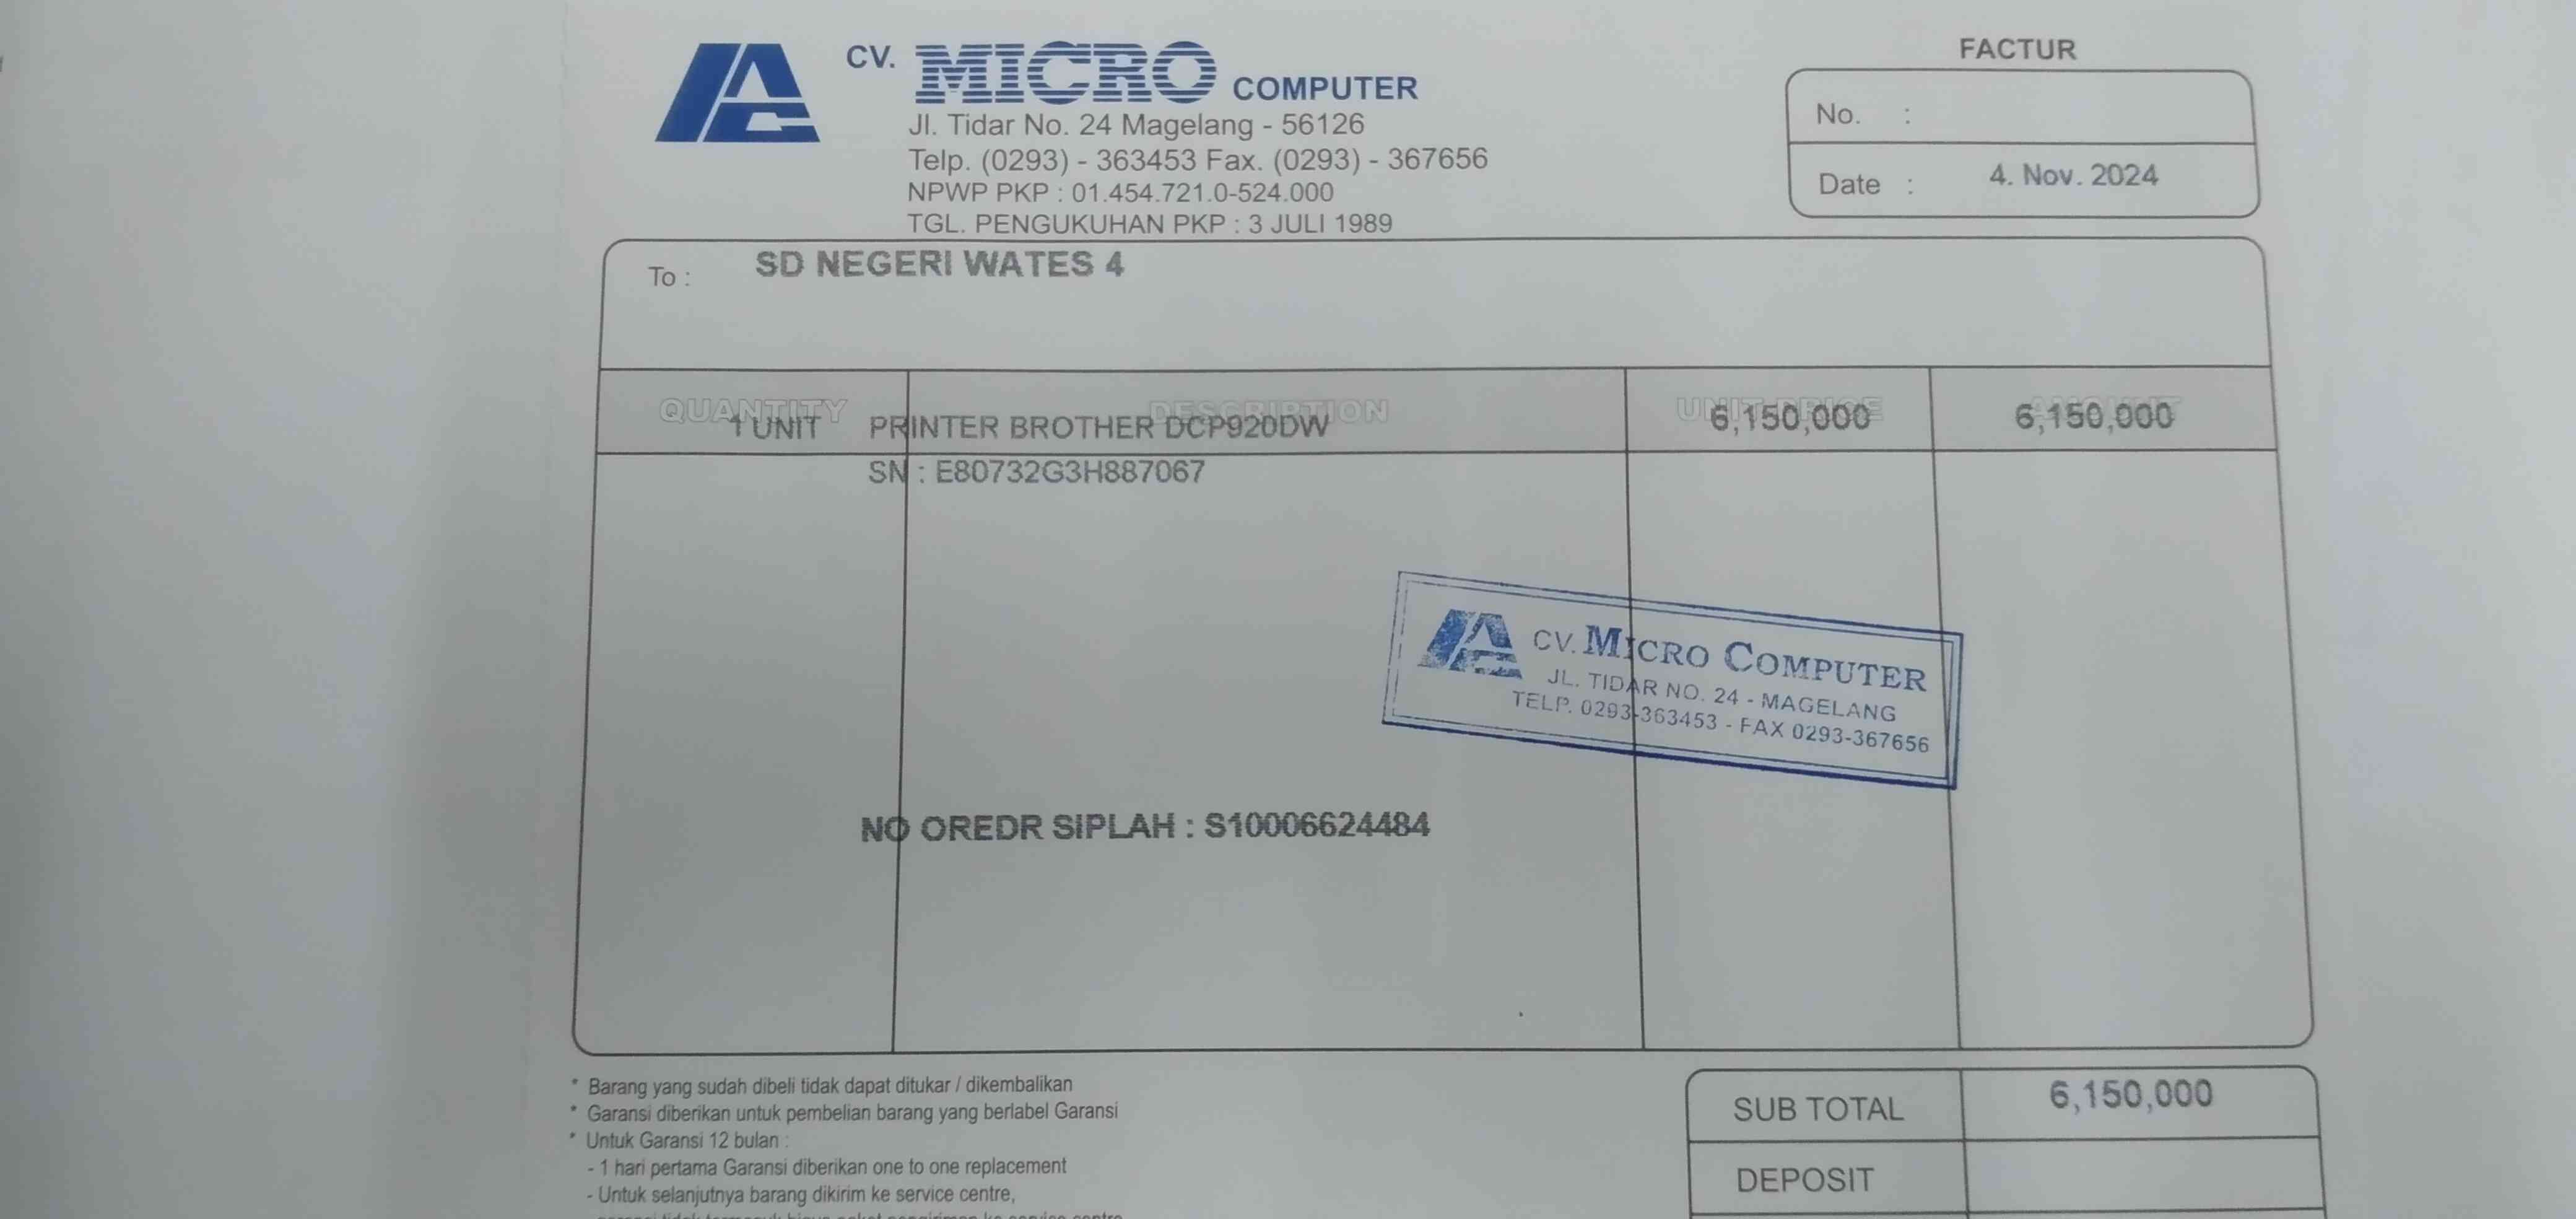 CV. MICRO COMPUTER
Jl. Tidar No. 24 Magelang - 56126
Telp. (0293) - 363453 Fax. (0293) - 367656
NPWP PKP : 01.454.721.0-524.000
TGL. PENGUKUHAN PKP : 3 JULI 1989
FACTUR
No. :
Date : 4. Nov. 2024
To : SD NEGERI WATES 4
QUANTITY DESCRIPTION UNIT PRICE AMOUNT
1 UNIT PRINTER BROTHER DCP920DW 6,150,000 6,150,000
SN : E80732G3H887067
CV. MICRO COMPUTER
JL. TIDAR NO. 24 - MAGELANG
TELP. 0293-363453 - FAX 0293-367656
NO OREDR SIPLAH : S10006624484
* Barang yang sudah dibeli tidak dapat ditukar / dikembalikan
* Garansi diberikan untuk pembelian barang yang berlabel Garansi
* Untuk Garansi 12 bulan :
- 1 hari pertama Garansi diberikan one to one replacement
- Untuk selanjutnya barang dikirim ke service centre,
SUB TOTAL 6,150,000
DEPOSIT